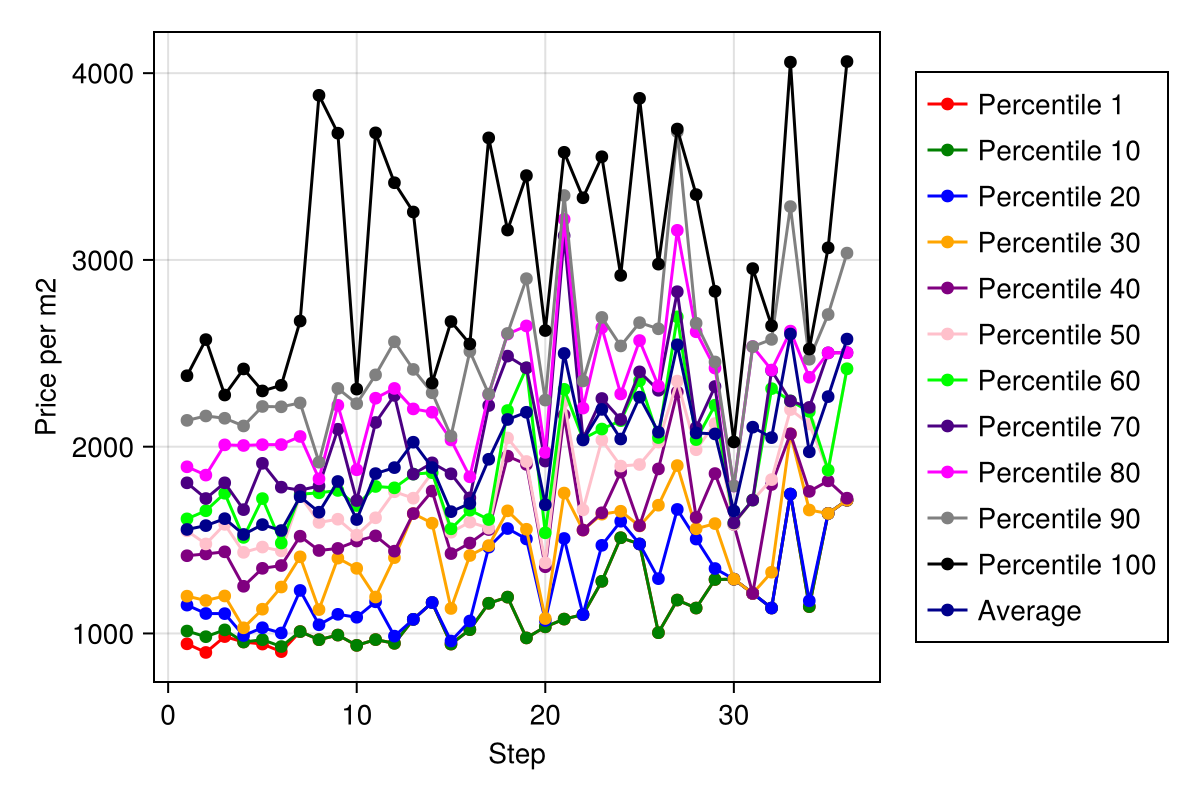 4000
3000
2000
1000
Price per m2
0
10
20
30
Step
Percentile 1
Percentile 10
Percentile 20
Percentile 30
Percentile 40
Percentile 50
Percentile 60
Percentile 70
Percentile 80
Percentile 90
Percentile 100
Average